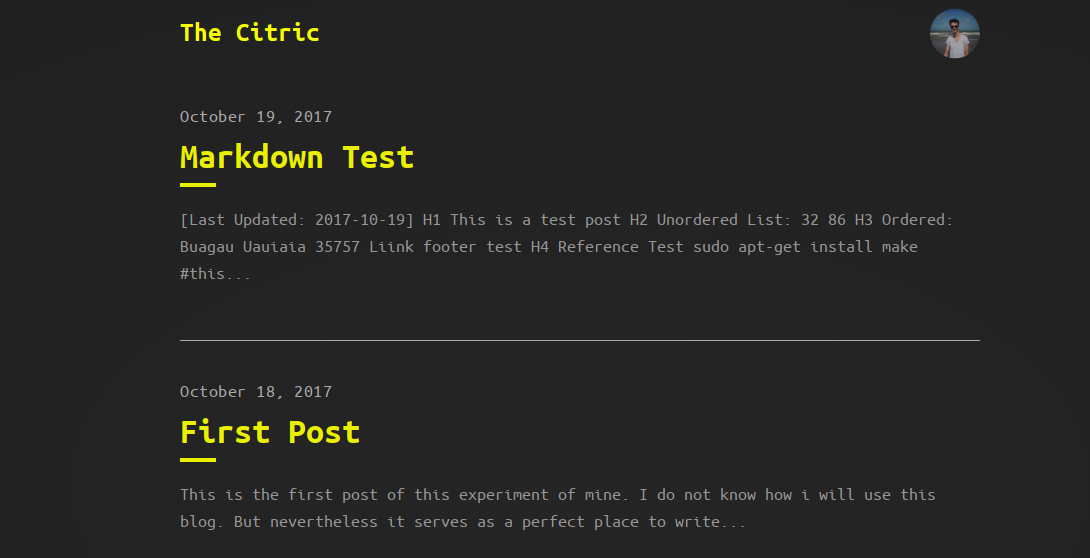 The Citric
October 19, 2017
Markdown Test
[Last Updated: 2017-10-19] H1 This is a test post H2 Unordered List: 32 86 H3 Ordered:
Buagau Uauiaia 35757 Liink footer test H4 Reference Test sudo apt-get install make
#this...
October 18, 2017
First Post
This is the first post of this experiment of mine. I do not know how i will use this
blog. But nevertheless it serves as a perfect place to write...